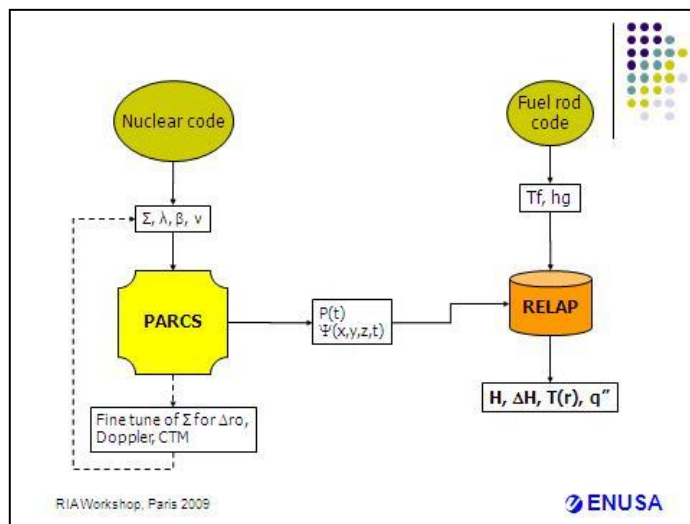 Nuclear code
Fuel rod
code
Σ, λ, β, ν
Tf, hg
PARCS
P(t)
Ψ(x,y,z,t)
RELAP
H, ΔH, T(r), q"
Fine tune of Σ for Δro,
Doppler, CTM
RIA Workshop, Paris 2009
ENUSA